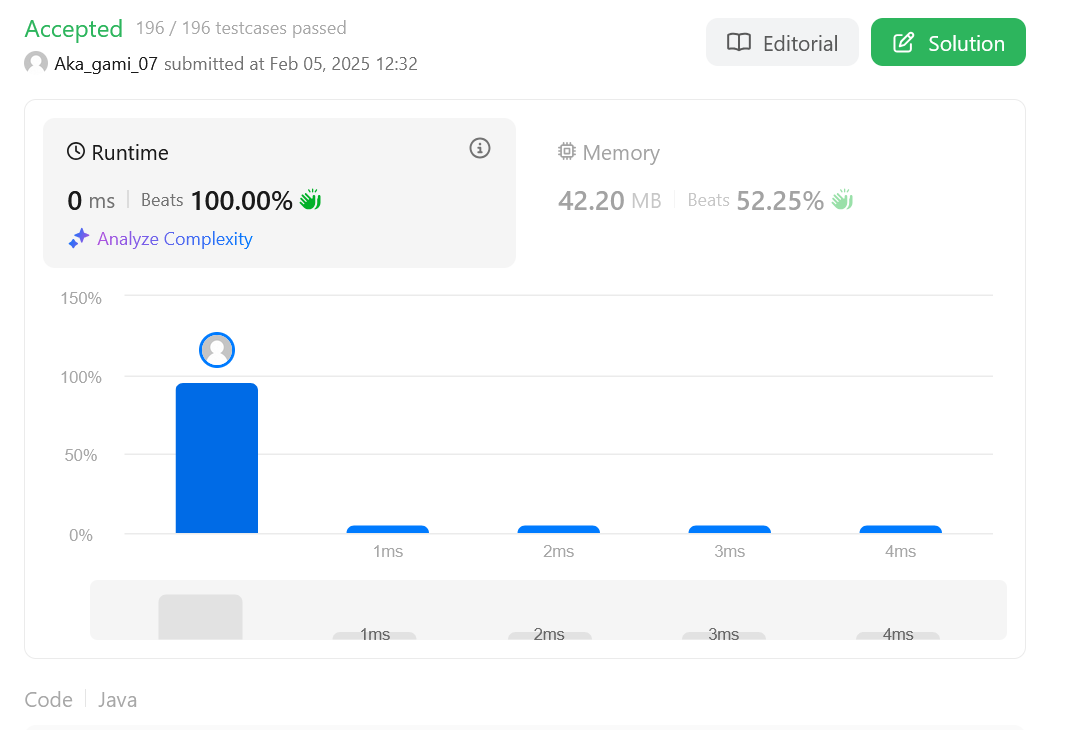 Accepted 196 / 196 testcases passed
Editorial
Solution
Aka_gami_07 submitted at Feb 05, 2025 12:32
Runtime
0 ms Beats 100.00%
Analyze Complexity
Memory
42.20 MB Beats 52.25%
150%
100%
50%
0%
1ms 2ms 3ms 4ms
1ms 2ms 3ms 4ms
Code Java